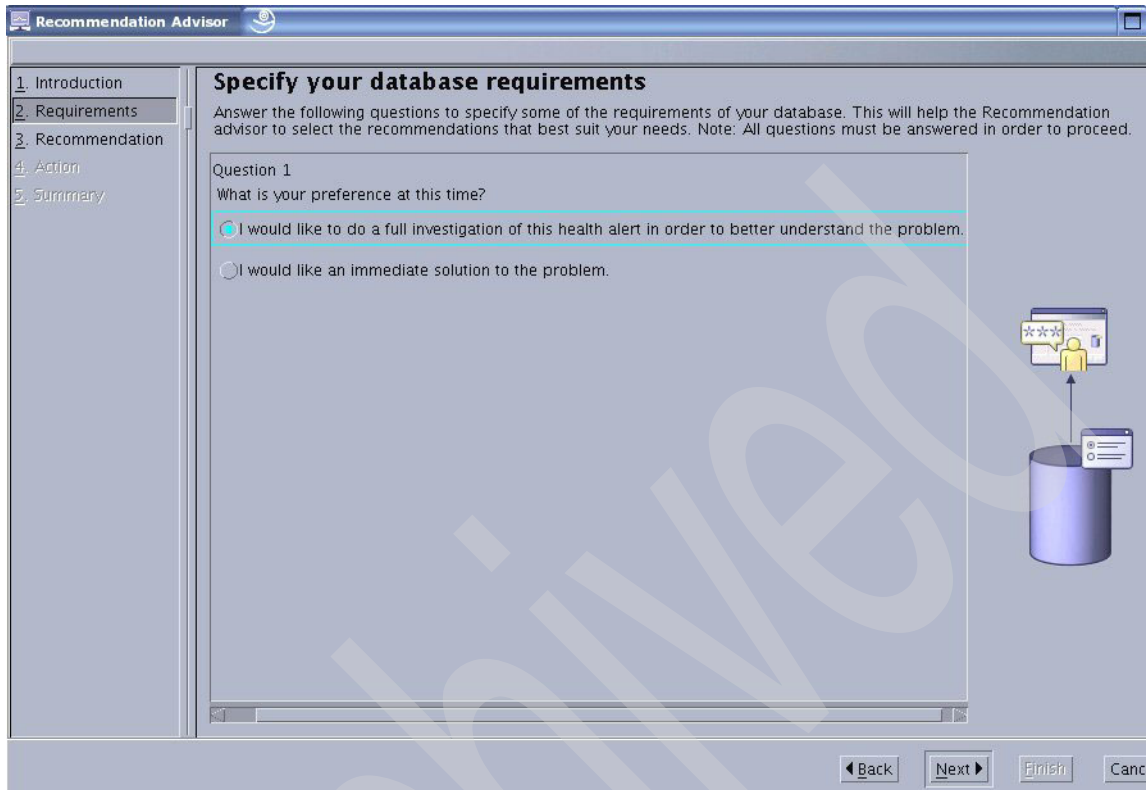 Recommendation Advisor
1. Introduction
2. Requirements
3. Recommendation
4. Action
5. Summary
Specify your database requirements
Answer the following questions to specify some of the requirements of your database. This will help the Recommendation
advisor to select the recommendations that best suit your needs. Note: All questions must be answered in order to proceed.
Question 1
What is your preference at this time?
I would like to do a full investigation of this health alert in order to better understand the problem.
I would like an immediate solution to the problem.
***
Back
Next
Finish
Canc
hived